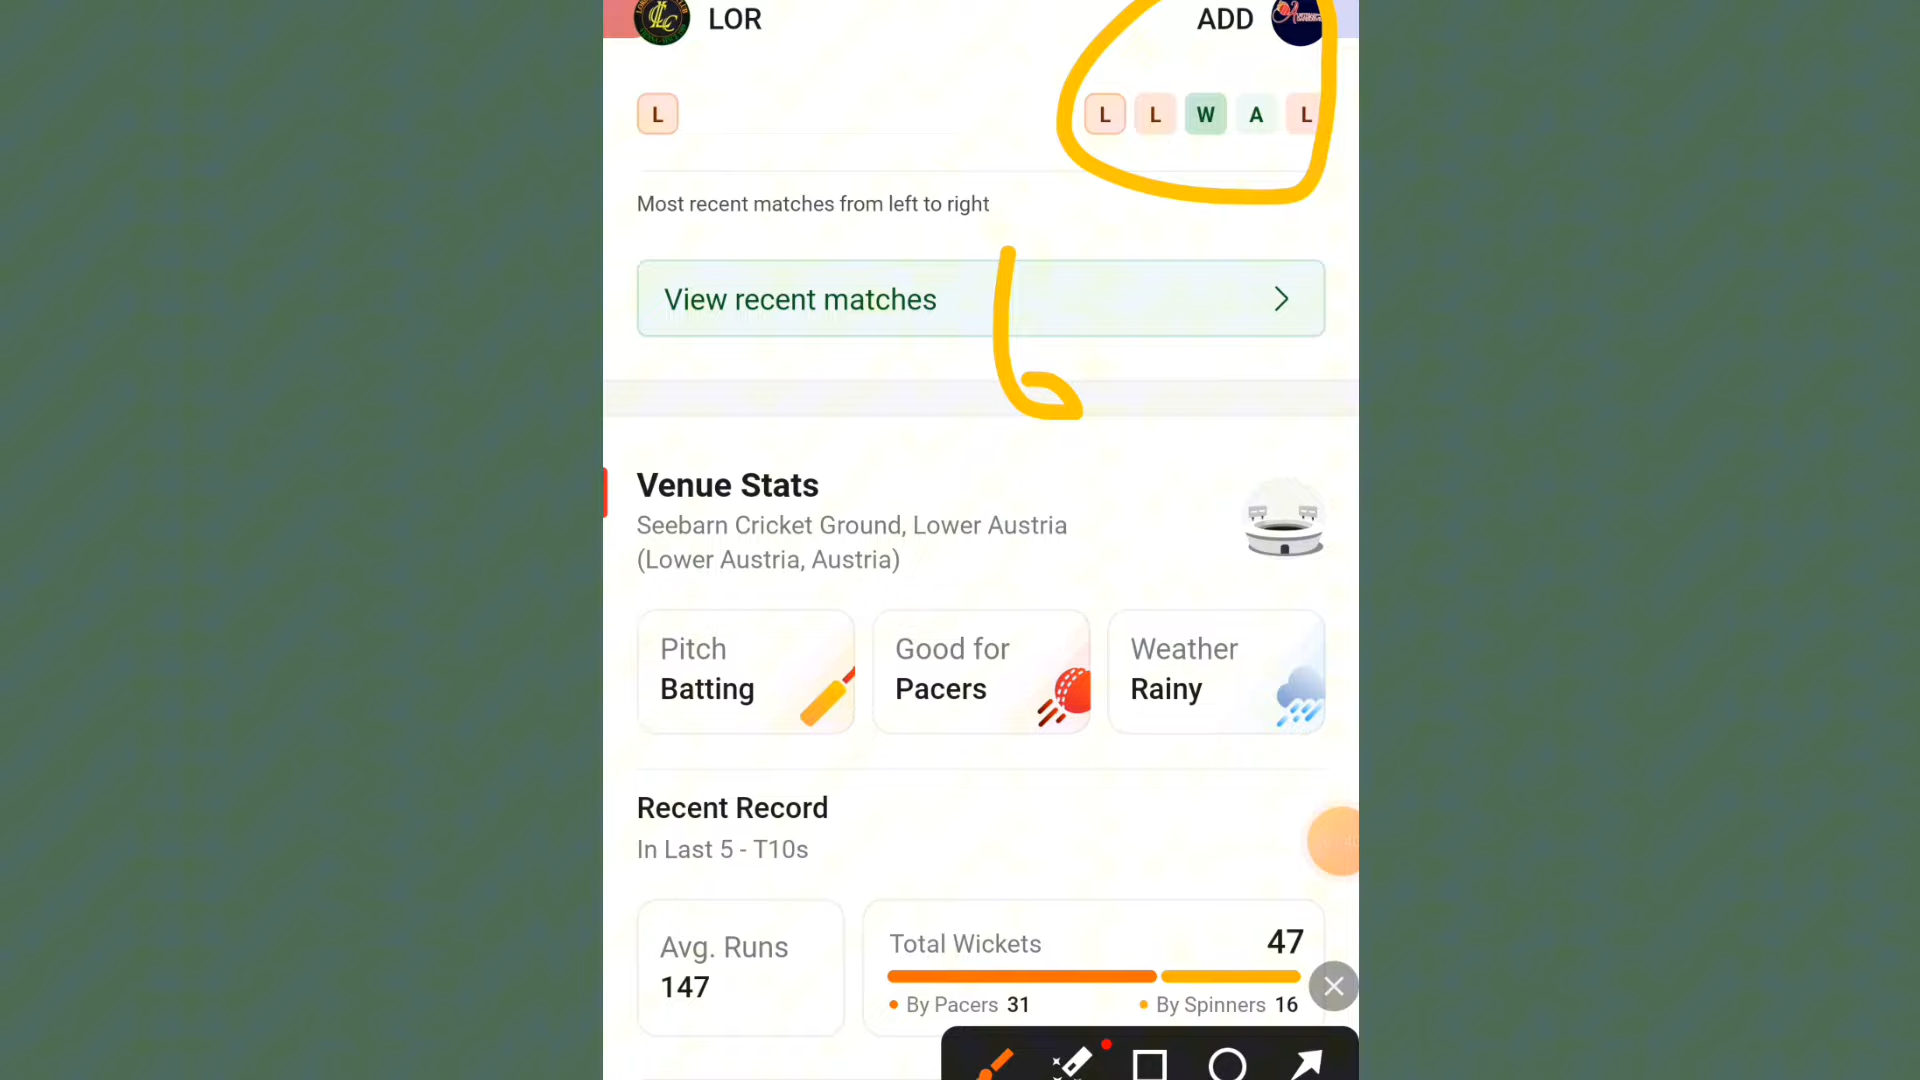 LOR ADD
L L L W A L
Most recent matches from left to right
View recent matches
Venue Stats
Seebarn Cricket Ground, Lower Austria
(Lower Austria, Austria)
Pitch Good for Weather
Batting Pacers Rainy
Recent Record
In Last 5 - T10s
Avg. Runs Total Wickets 47
147
By Pacers 31 By Spinners 16